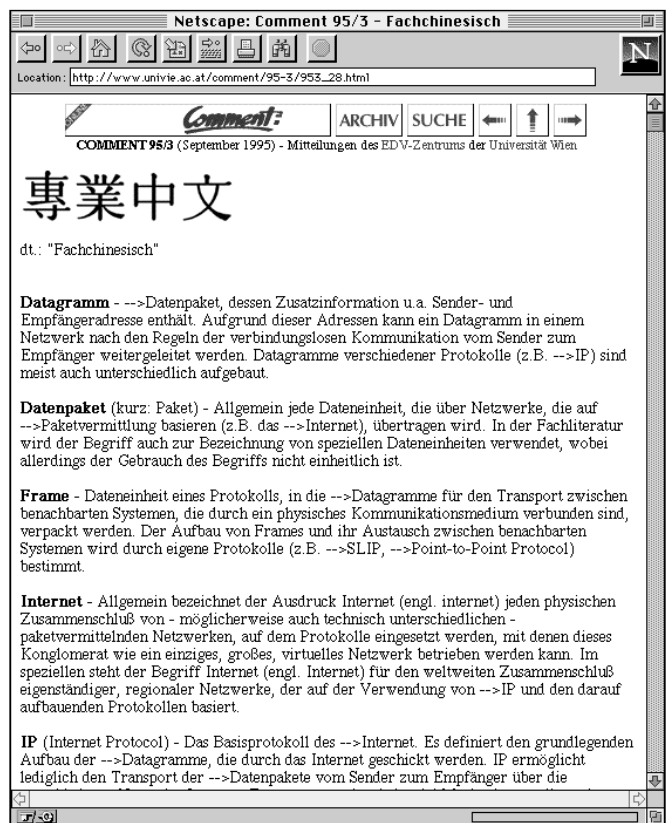 Netscape: Comment 95/3 – Fachchinesisch
N
Location: http://www.univie.ac.at/comment/95-3/953_28.html
Comment: ARCHIV SUCHE
COMMENT 95/3 (September 1995) - Mitteilungen des EDV-Zentrums der Universität Wien
專業中文
dt.: "Fachchinesisch"
Datagramm - -->Datenpaket, dessen Zusatzinformation u.a. Sender- und
Empfängeradresse enthält. Aufgrund dieser Adressen kann ein Datagramm in einem
Netzwerk nach den Regeln der verbindungslosen Kommunikation vom Sender zum
Empfänger weitergeleitet werden. Datagramme verschiedener Protokolle (z.B. -->IP) sind
meist auch unterschiedlich aufgebaut.
Datenpaket (kurz: Paket) - Allgemein jede Dateneinheit, die über Netzwerke, die auf
-->Paketvermittlung basieren (z.B. das -->Internet), übertragen wird. In der Fachliteratur
wird der Begriff auch zur Bezeichnung von speziellen Dateneinheiten verwendet, wobei
allerdings der Gebrauch des Begriffs nicht einheitlich ist.
Frame - Dateneinheit eines Protokolls, in die -->Datagramme für den Transport zwischen
benachbarten Systemen, die durch ein physisches Kommunikationsmedium verbunden sind,
verpackt werden. Der Aufbau von Frames und ihr Austausch zwischen benachbarten
Systemen wird durch eigene Protokolle (z.B. -->SLIP, -->Point-to-Point Protocol)
bestimmt.
Internet - Allgemein bezeichnet der Ausdruck Internet (engl. internet) jeden physischen
Zusammenschluß von - möglicherweise auch technisch unterschiedlichen -
paketvermittelnden Netzwerken, auf dem Protokolle eingesetzt werden, mit denen dieses
Konglomerat wie ein einziges, großes, virtuelles Netzwerk betrieben werden kann. Im
speziellen steht der Begriff Internet (engl. Internet) für den weltweiten Zusammenschluß
eigenständiger, regionaler Netzwerke, der auf der Verwendung von -->IP und den darauf
aufbauenden Protokollen basiert.
IP (Internet Protocol) - Das Basisprotokoll des -->Internet. Es definiert den grundlegenden
Aufbau der -->Datagramme, die durch das Internet geschickt werden. IP ermöglicht
lediglich den Transport der -->Datenpakete vom Sender zum Empfänger über die